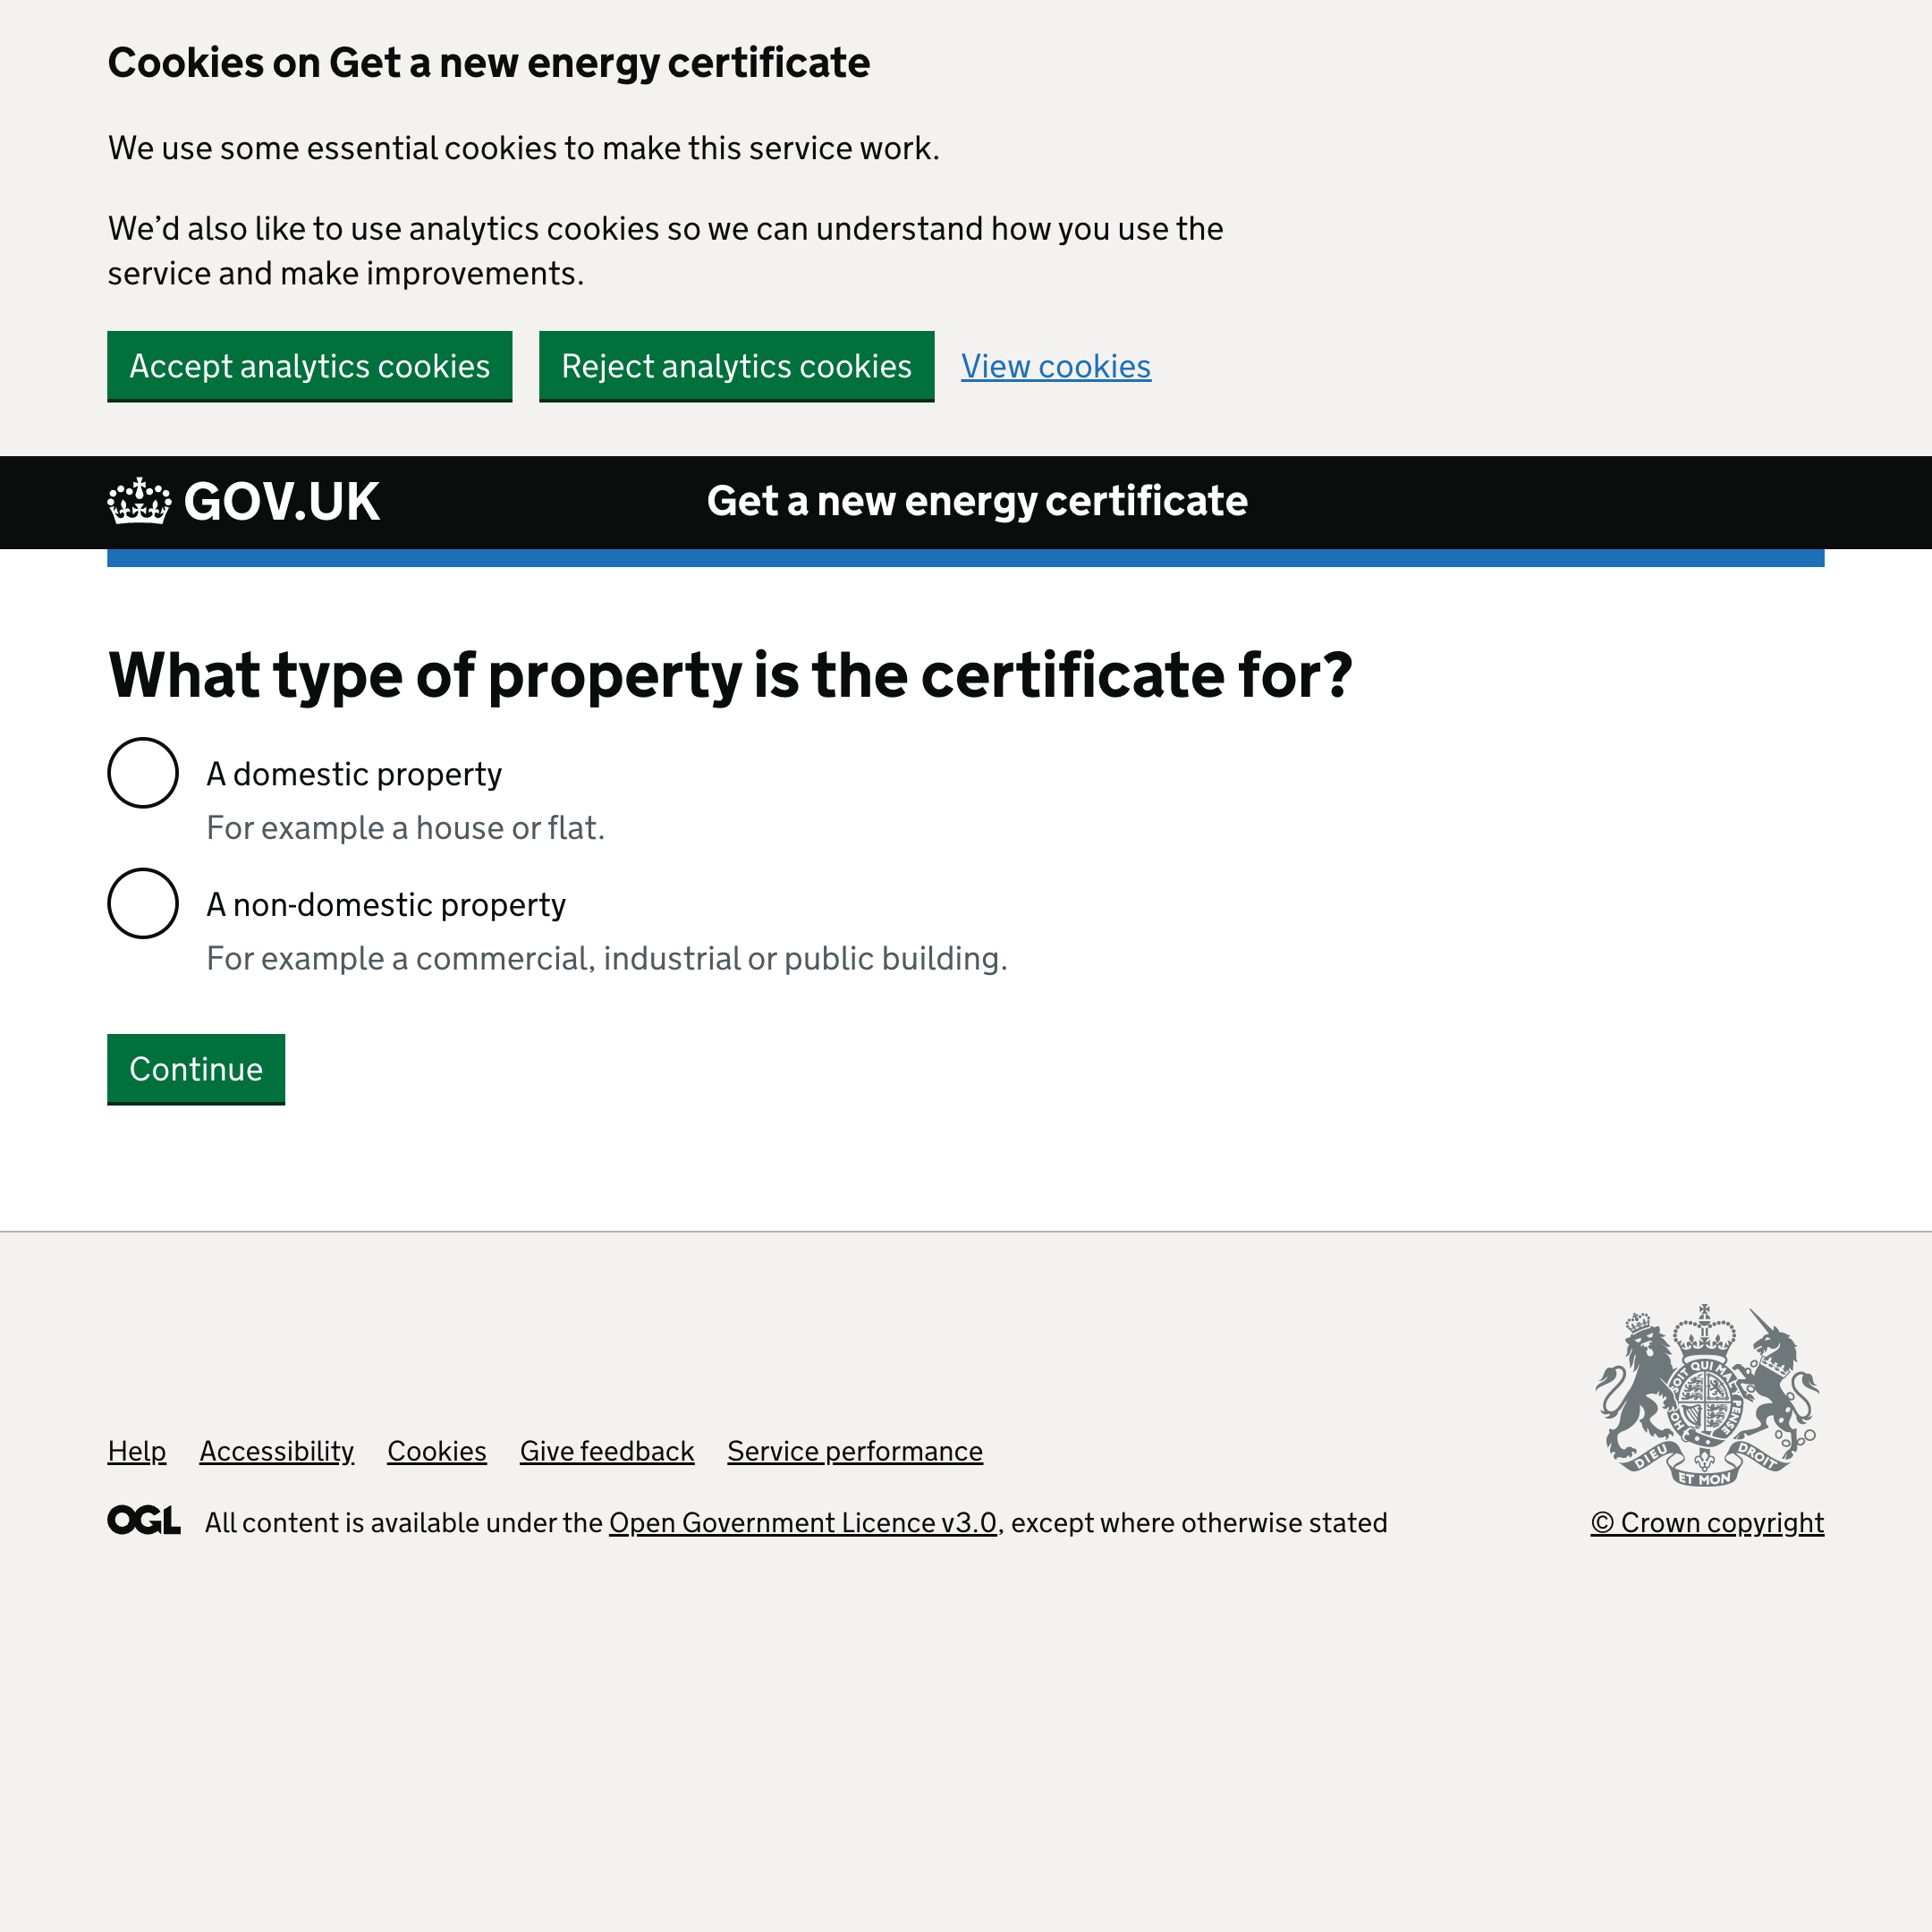 Cookies on Get a new energy certificate
We use some essential cookies to make this service work.
We’d also like to use analytics cookies so we can understand how you use the
service and make improvements.
Accept analytics cookies
Reject analytics cookies
View cookies
GOV.UK
Get a new energy certificate
What type of property is the certificate for?
A domestic property
For example a house or flat.
A non-domestic property
For example a commercial, industrial or public building.
Continue
Help
Accessibility
Cookies
Give feedback
Service performance
OGL
All content is available under the Open Government Licence v3.0, except where otherwise stated
SOIT QUI MAL
PENSE
DIEU
ET MON
DROIT
© Crown copyright